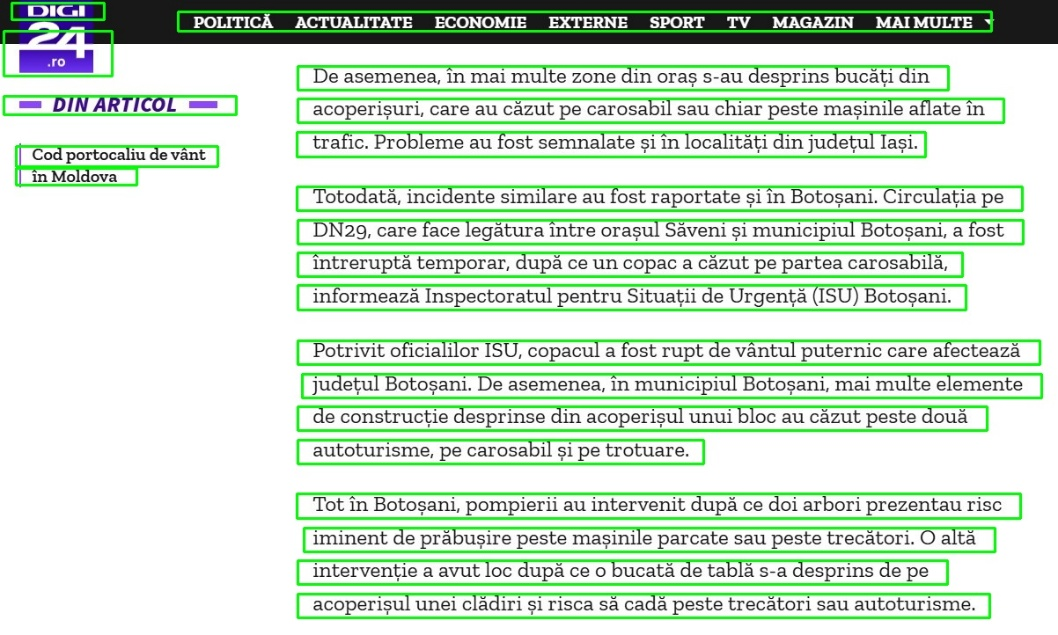 DIGI
24
.ro
POLITICĂ ACTUALITATE ECONOMIE EXTERNE SPORT TV MAGAZIN MAI MULTE
DIN ARTICOL
Cod portocaliu de vânt
în Moldova
De asemenea, în mai multe zone din oraș s-au desprins bucăți din
acoperișuri, care au căzut pe carosabil sau chiar peste mașinile aflate în
trafic. Probleme au fost semnalate și în localități din județul Iași.
Totodată, incidente similare au fost raportate și în Botoșani. Circulația pe
DN29, care face legătura între orașul Săveni și municipiul Botoșani, a fost
întreruptă temporar, după ce un copac a căzut pe partea carosabilă,
informează Inspectoratul pentru Situații de Urgență (ISU) Botoșani.
Potrivit oficialilor ISU, copacul a fost rupt de vântul puternic care afectează
județul Botoșani. De asemenea, în municipiul Botoșani, mai multe elemente
de construcție desprinse din acoperișul unui bloc au căzut peste două
autoturisme, pe carosabil și pe trotuare.
Tot în Botoșani, pompierii au intervenit după ce doi arbori prezentau risc
iminent de prăbușire peste mașinile parcate sau peste trecători. O altă
intervenție a avut loc după ce o bucată de tablă s-a desprins de pe
acoperișul unei clădiri și risca să cadă peste trecători sau autoturisme.